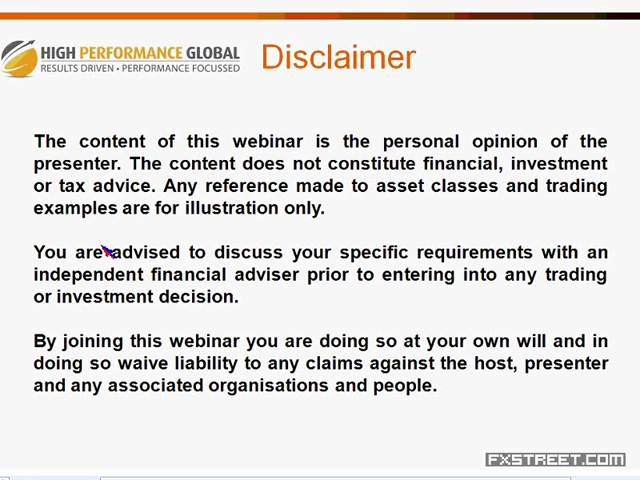 HIGH PERFORMANCE GLOBAL
RESULTS DRIVEN • PERFORMANCE FOCUSSED
Disclaimer
The content of this webinar is the personal opinion of the
presenter. The content does not constitute financial, investment
or tax advice. Any reference made to asset classes and trading
examples are for illustration only.
You are advised to discuss your specific requirements with an
independent financial adviser prior to entering into any trading
or investment decision.
By joining this webinar you are doing so at your own will and in
doing so waive liability to any claims against the host, presenter
and any associated organisations and people.
FXSTREET.COM